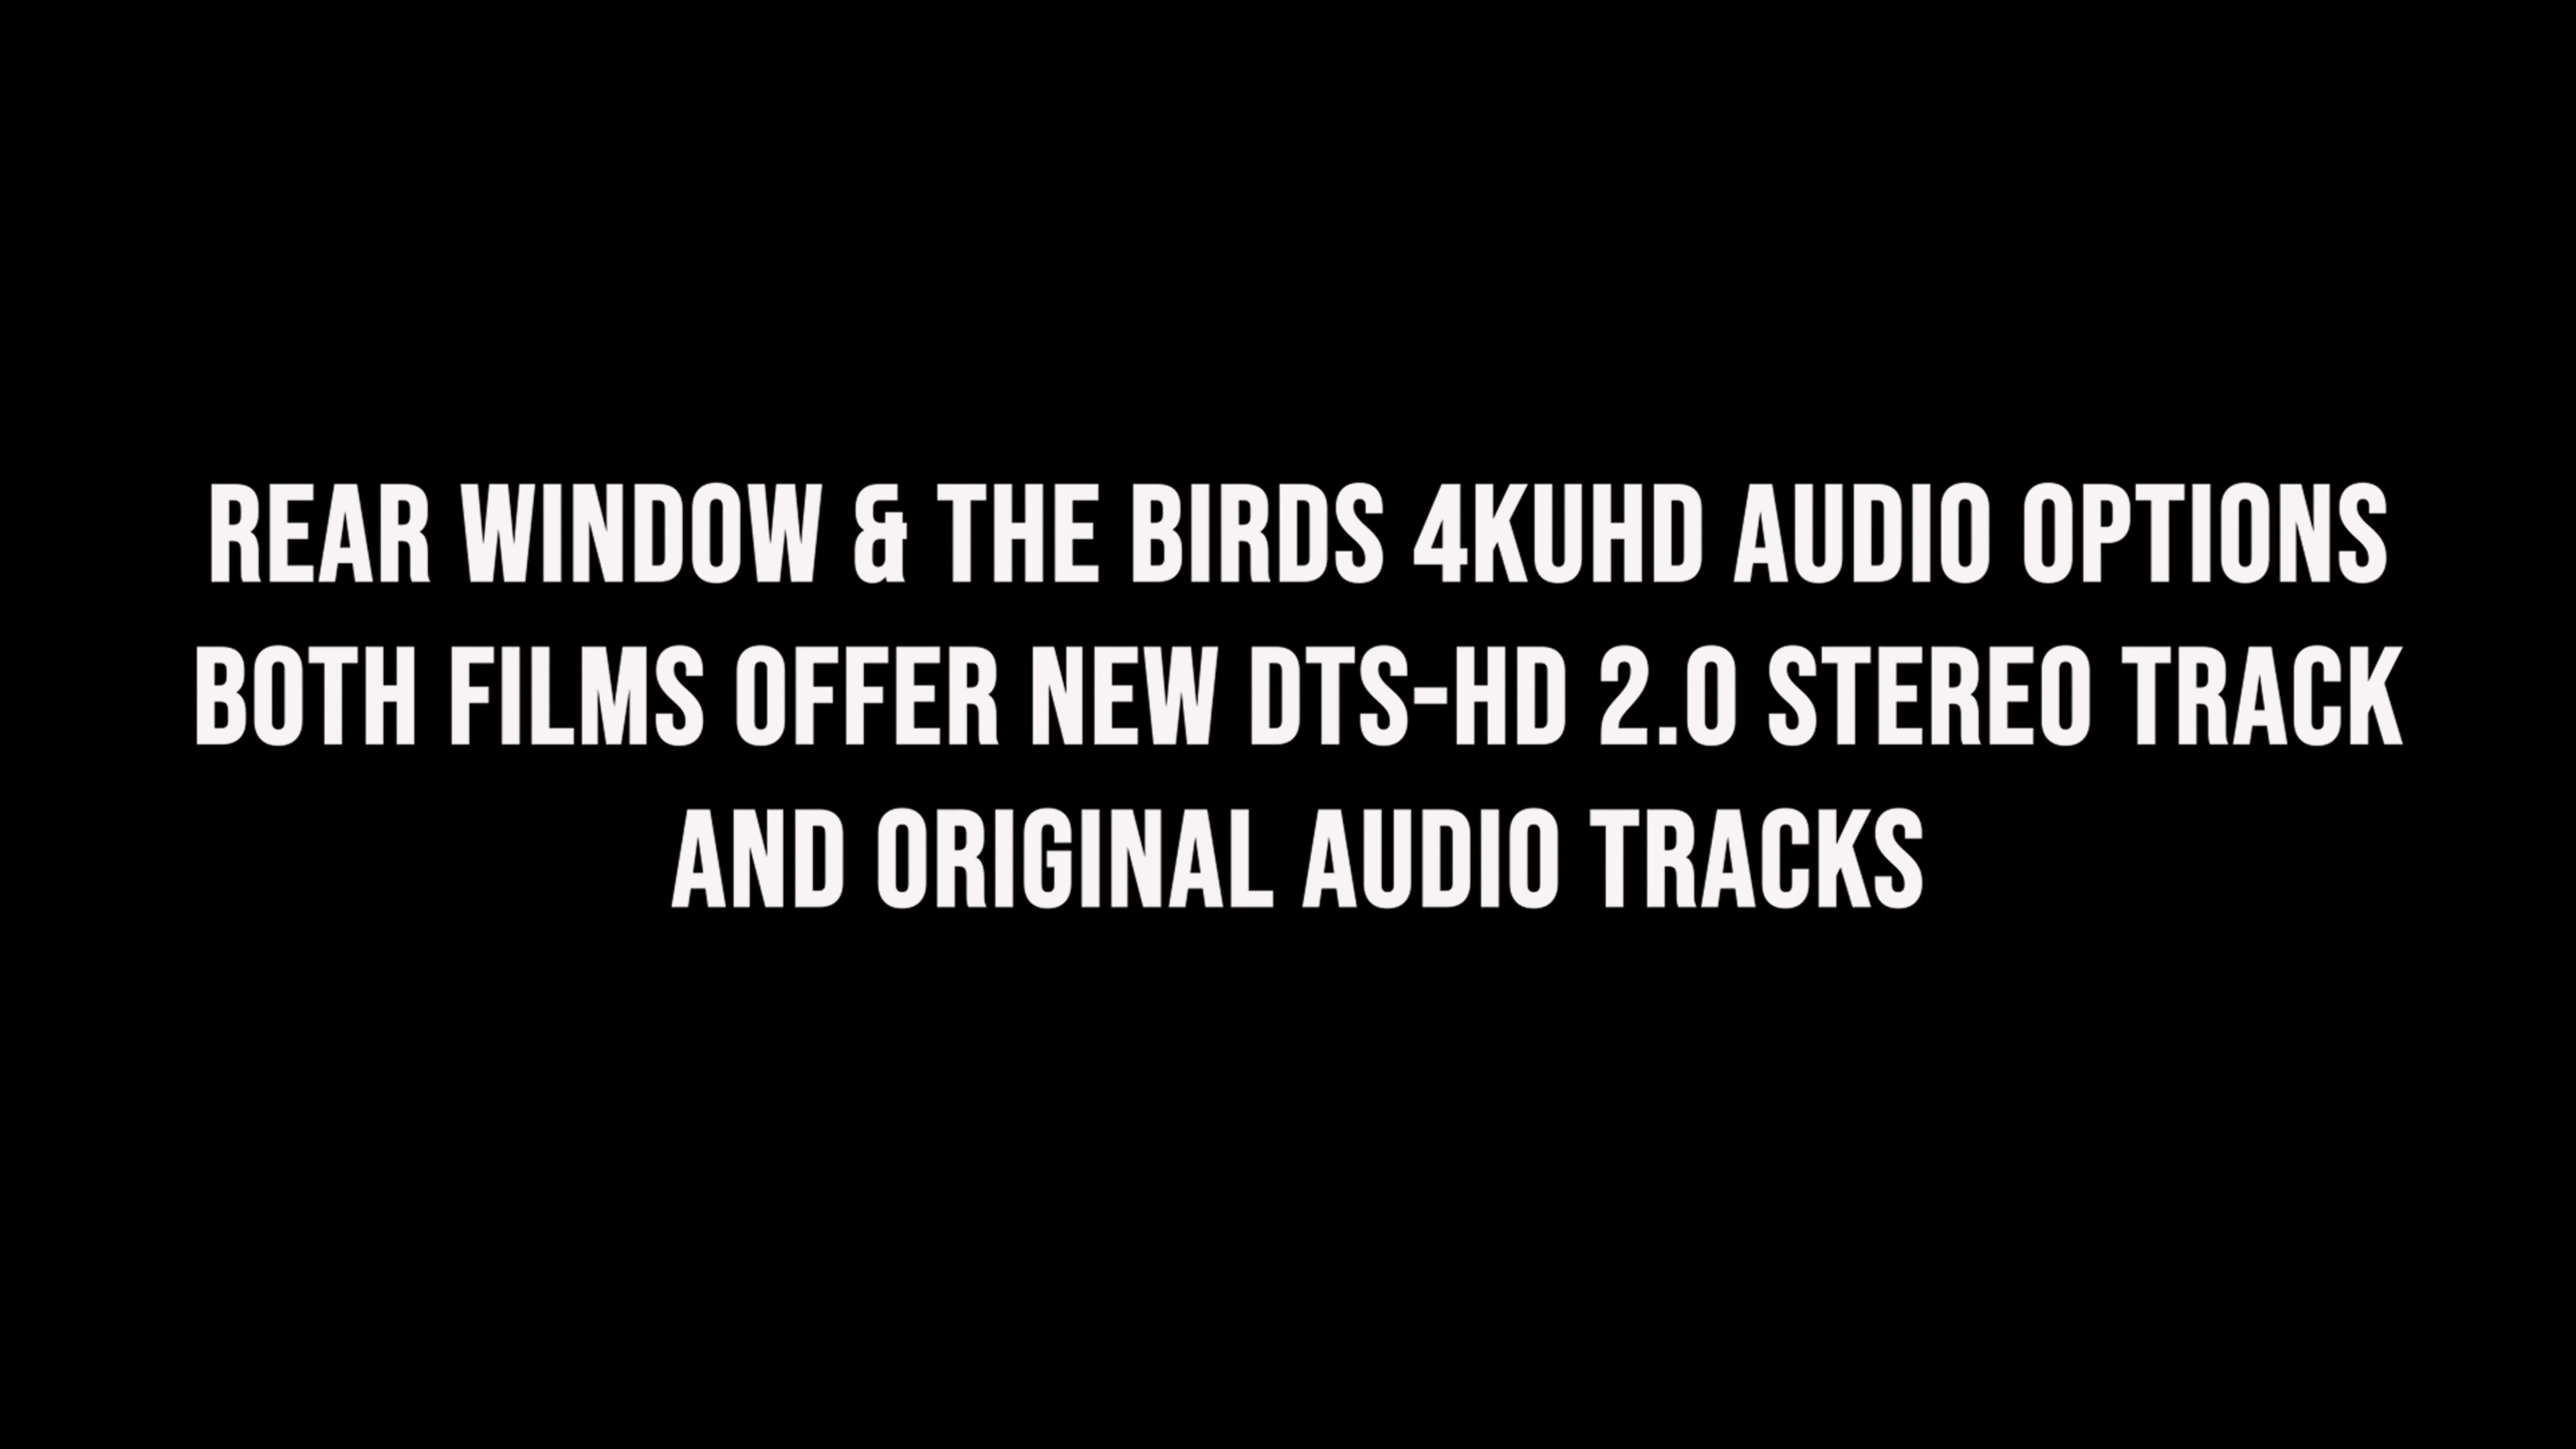 REAR WINDOW & THE BIRDS 4KUHD AUDIO OPTIONS
BOTH FILMS OFFER NEW DTS-HD 2.0 STEREO TRACK
AND ORIGINAL AUDIO TRACKS